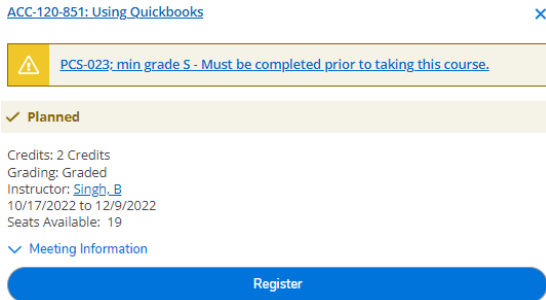 ACC-120-851: Using Quickbooks
PCS-023; min grade S - Must be completed prior to taking this course.
Planned
Credits: 2 Credits
Grading: Graded
Instructor: Singh, B
10/17/2022 to 12/9/2022
Seats Available: 19
Meeting Information
Register